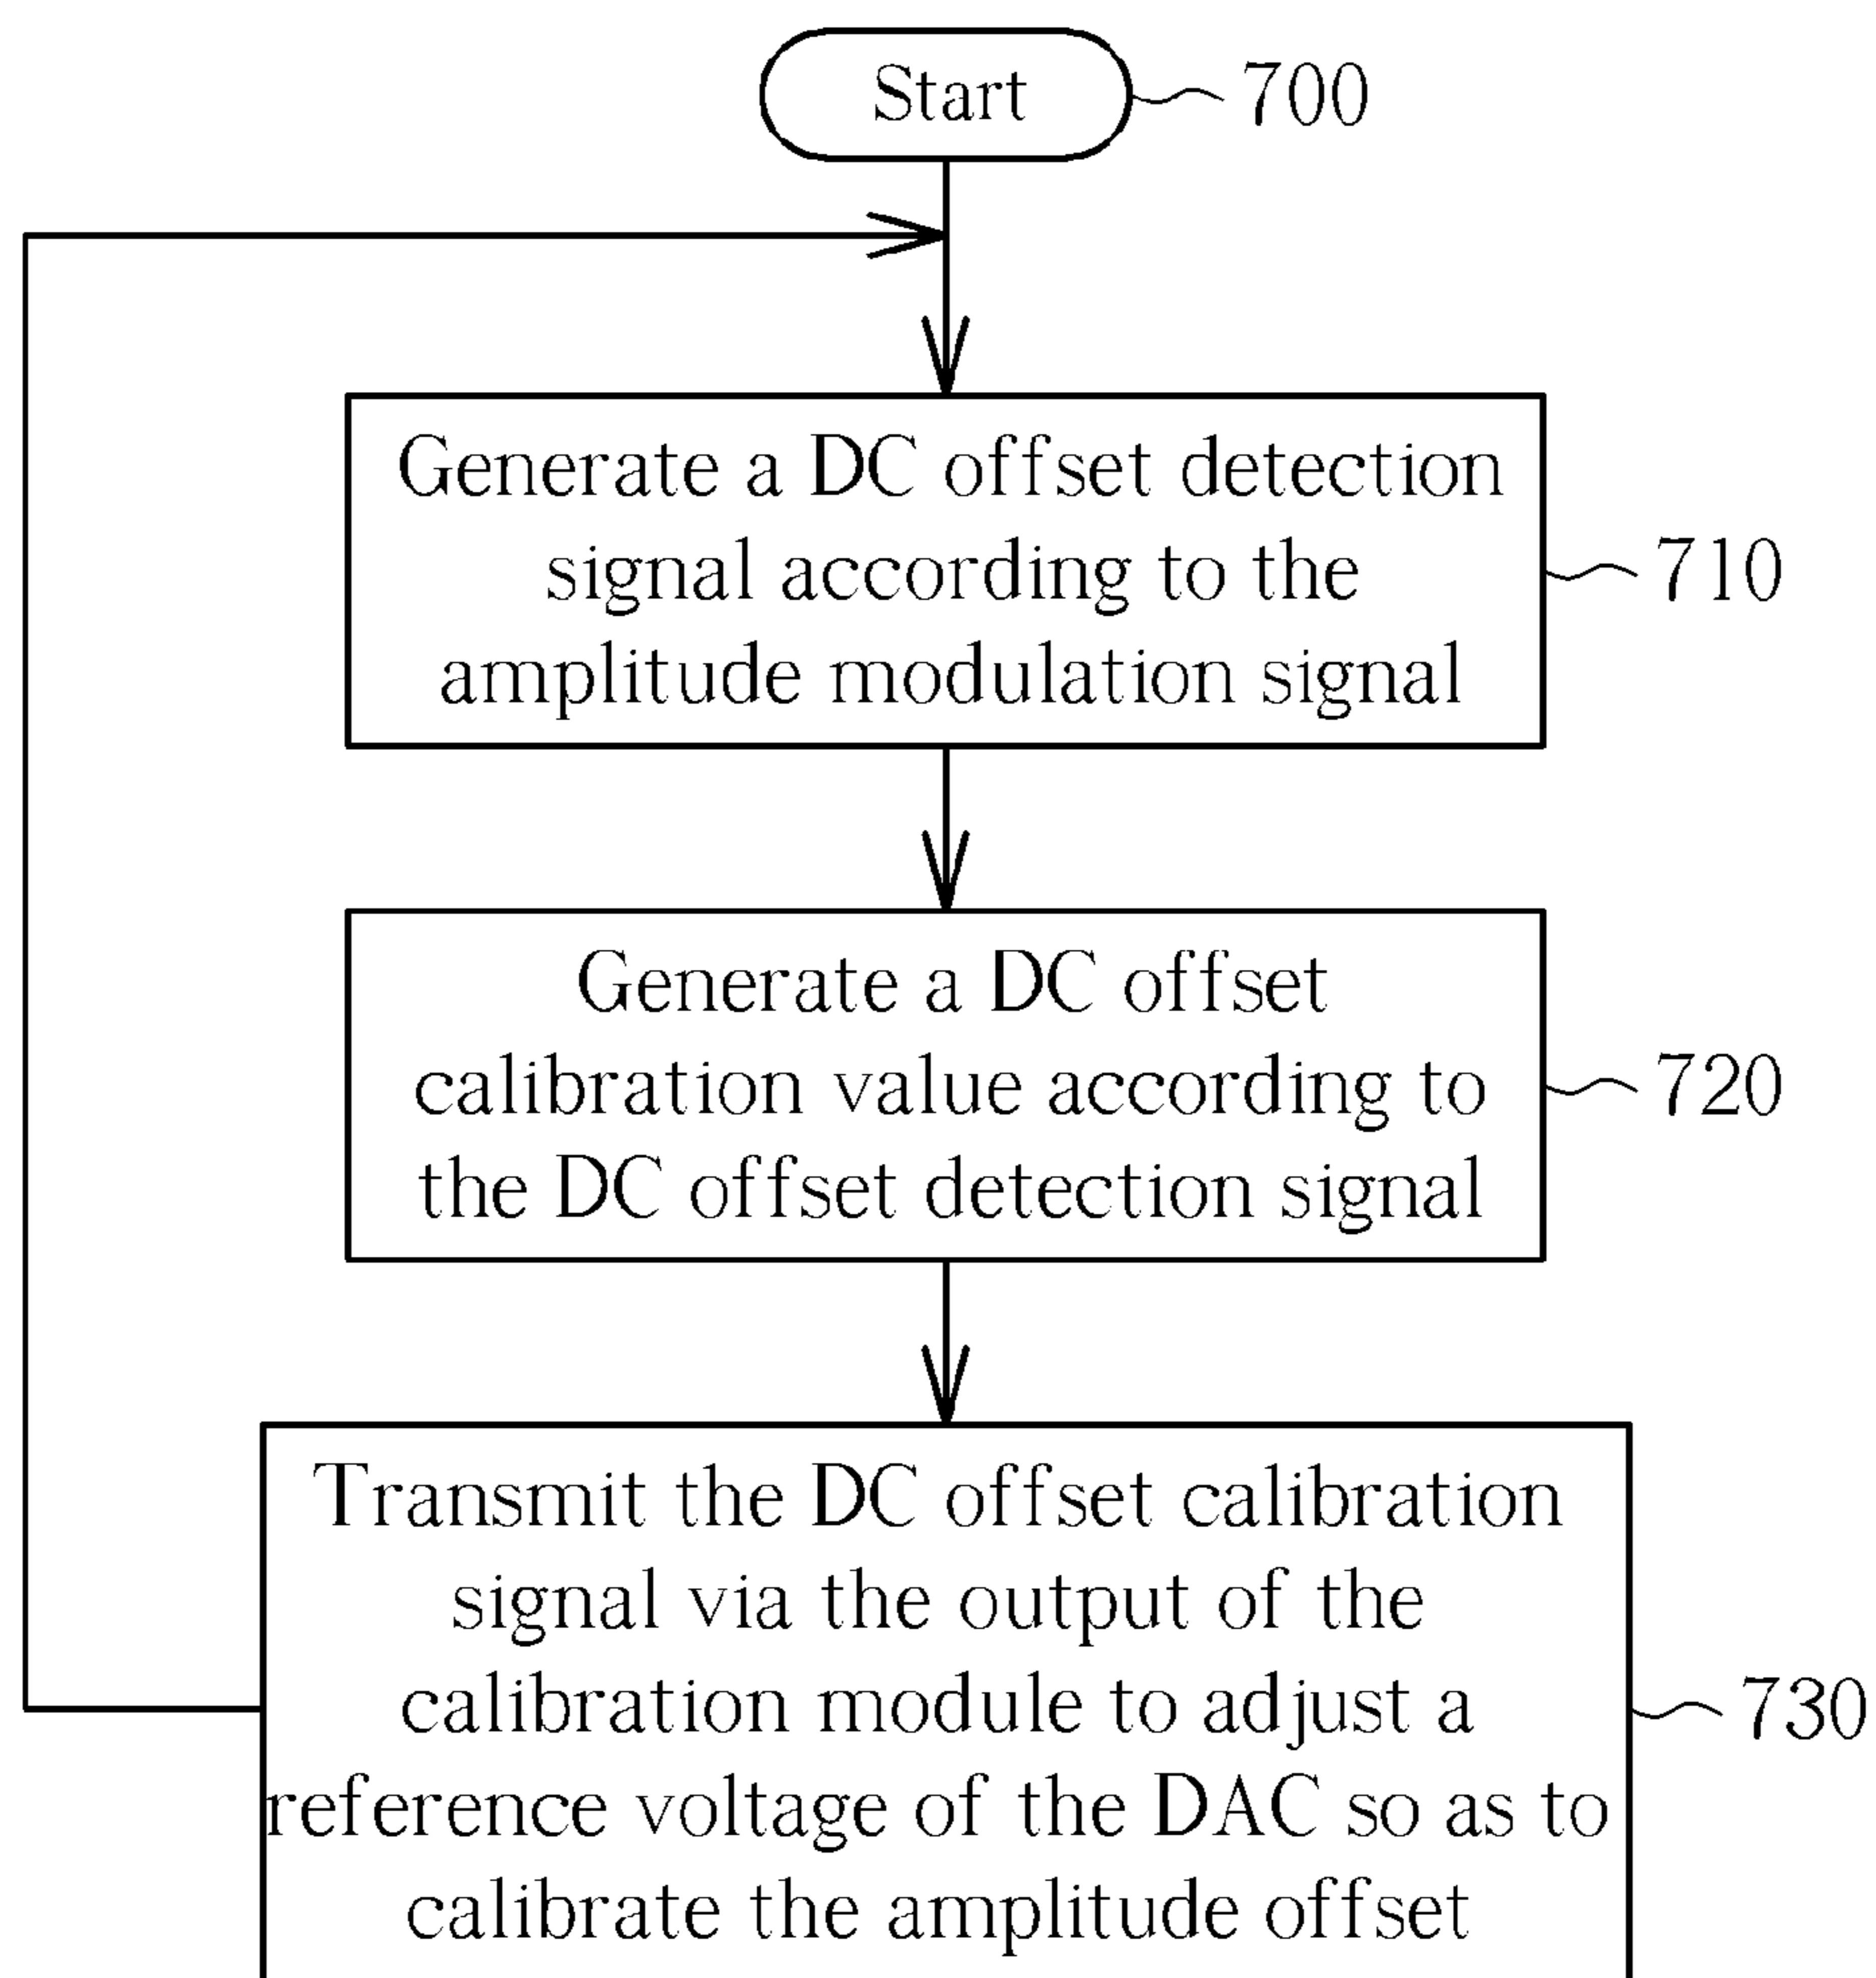 Start
700
Generate a DC offset detection
signal according to the
amplitude modulation signal
710
Generate a DC offset
calibration value according to
the DC offset detection signal
720
Transmit the DC offset calibration
signal via the output of the
calibration module to adjust a
reference voltage of the DAC so as to
calibrate the amplitude offset
730